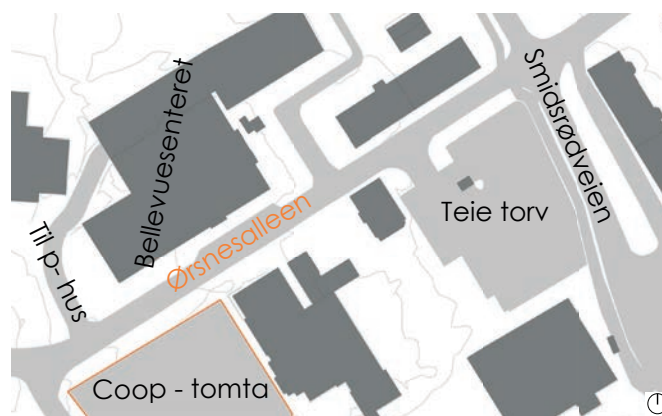 Bellevuesenteret
Smidsrødveien
Teie torv
Ørsnesalleen
Til p- hus
Coop - tomta